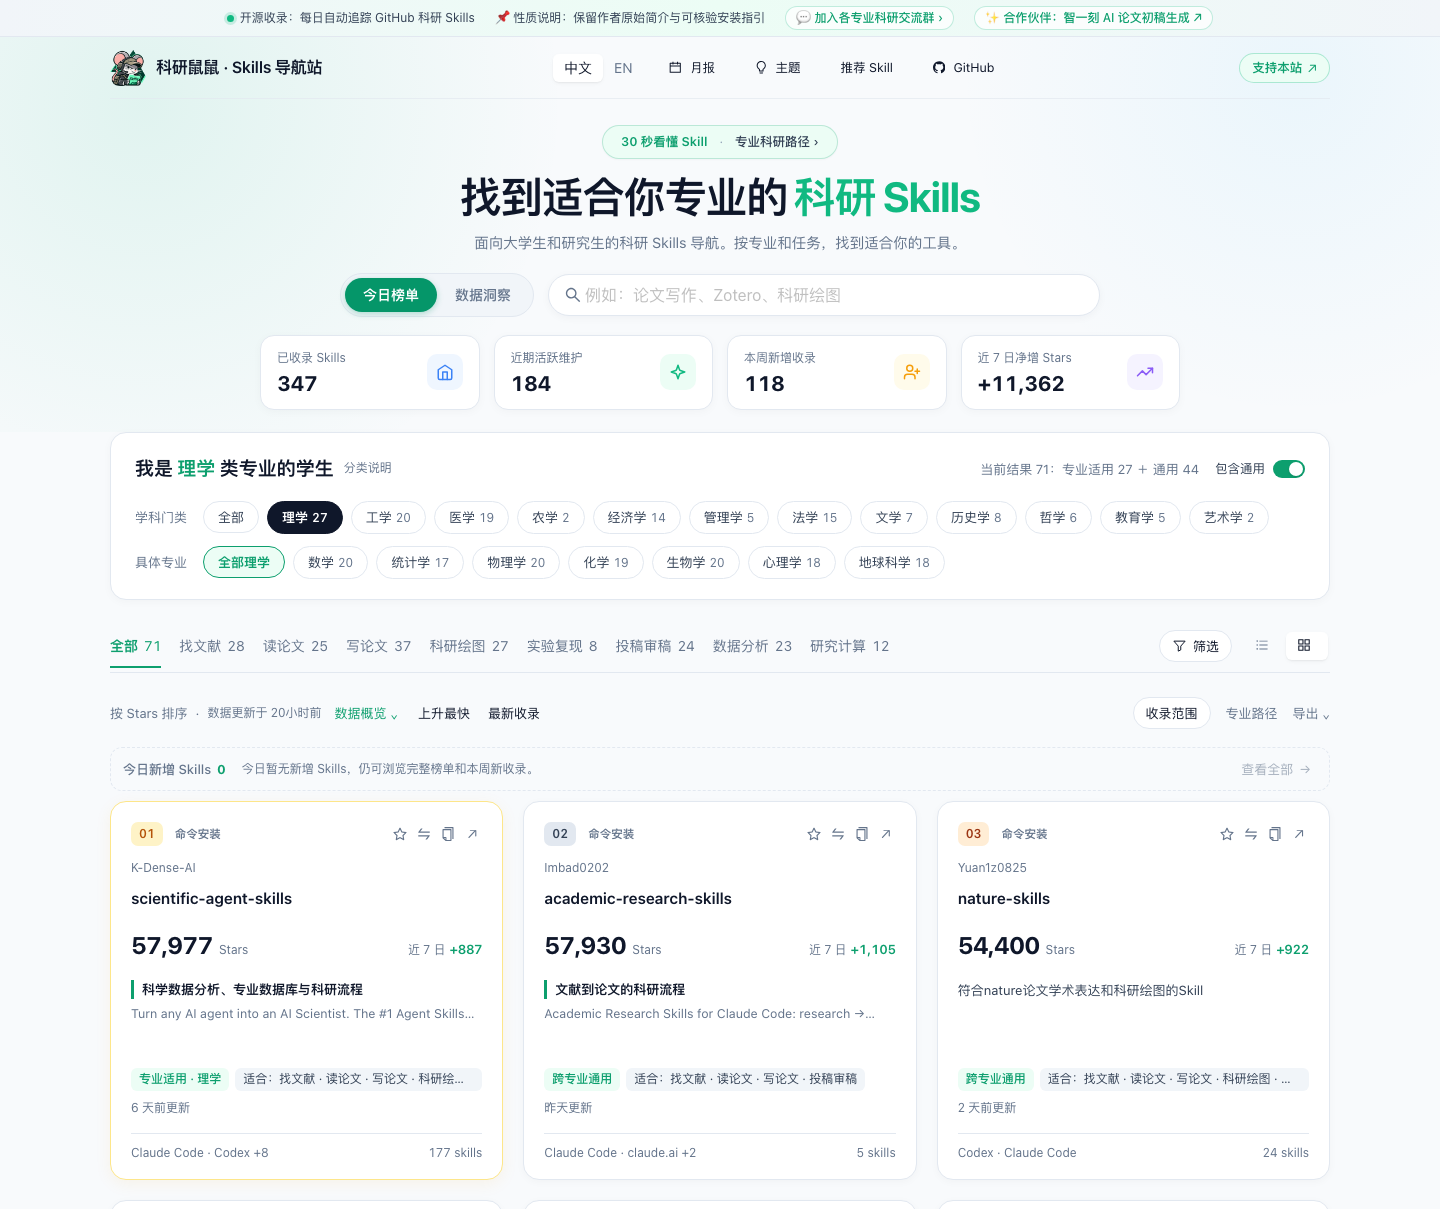 开源收录：每日自动追踪 GitHub 科研 Skills 📌 性质说明：保留作者原始简介与可核验安装指引 💬 加入各专业科研交流群 › ✨ 合作伙伴：智一刻 AI 论文初稿生成 ↗
科研鼠鼠 · Skills 导航站 中文 EN 月报 主题 推荐 Skill GitHub 支持本站 ↗
30 秒看懂 Skill · 专业科研路径 ›
找到适合你专业的 科研 Skills
面向大学生和研究生的科研 Skills 导航。按专业和任务，找到适合你的工具。
今日榜单 数据洞察 例如：论文写作、Zotero、科研绘图
已收录 Skills 近期活跃维护 本周新增收录 近 7 日净增 Stars
347 184 118 +11,362
我是 理学 类专业的学生 分类说明 当前结果 71：专业适用 27 ＋ 通用 44 包含通用
学科门类 全部 理学 27 工学 20 医学 19 农学 2 经济学 14 管理学 5 法学 15 文学 7 历史学 8 哲学 6 教育学 5 艺术学 2
具体专业 全部理学 数学 20 统计学 17 物理学 20 化学 19 生物学 20 心理学 18 地球科学 18
全部 71 找文献 28 读论文 25 写论文 37 科研绘图 27 实验复现 8 投稿审稿 24 数据分析 23 研究计算 12 筛选
按 Stars 排序 · 数据更新于 20小时前 数据概览 ⌄ 上升最快 最新收录 收录范围 专业路径 导出 ⌄
今日新增 Skills 0 今日暂无新增 Skills，仍可浏览完整榜单和本周新收录。 查看全部 →
01 命令安装
K-Dense-AI
scientific-agent-skills
57,977 Stars 近 7 日 +887
科学数据分析、专业数据库与科研流程
Turn any AI agent into an AI Scientist. The #1 Agent Skills...
专业适用 · 理学 适合：找文献 · 读论文 · 写论文 · 科研绘...
6 天前更新
Claude Code · Codex +8 177 skills
02 命令安装
Imbad0202
academic-research-skills
57,930 Stars 近 7 日 +1,105
文献到论文的科研流程
Academic Research Skills for Claude Code: research →...
跨专业通用 适合：找文献 · 读论文 · 写论文 · 投稿审稿
昨天更新
Claude Code · claude.ai +2 5 skills
03 命令安装
Yuan1z0825
nature-skills
54,400 Stars 近 7 日 +922
符合nature论文学术表达和科研绘图的Skill
跨专业通用 适合：找文献 · 读论文 · 写论文 · 科研绘图 · ...
2 天前更新
Codex · Claude Code 24 skills